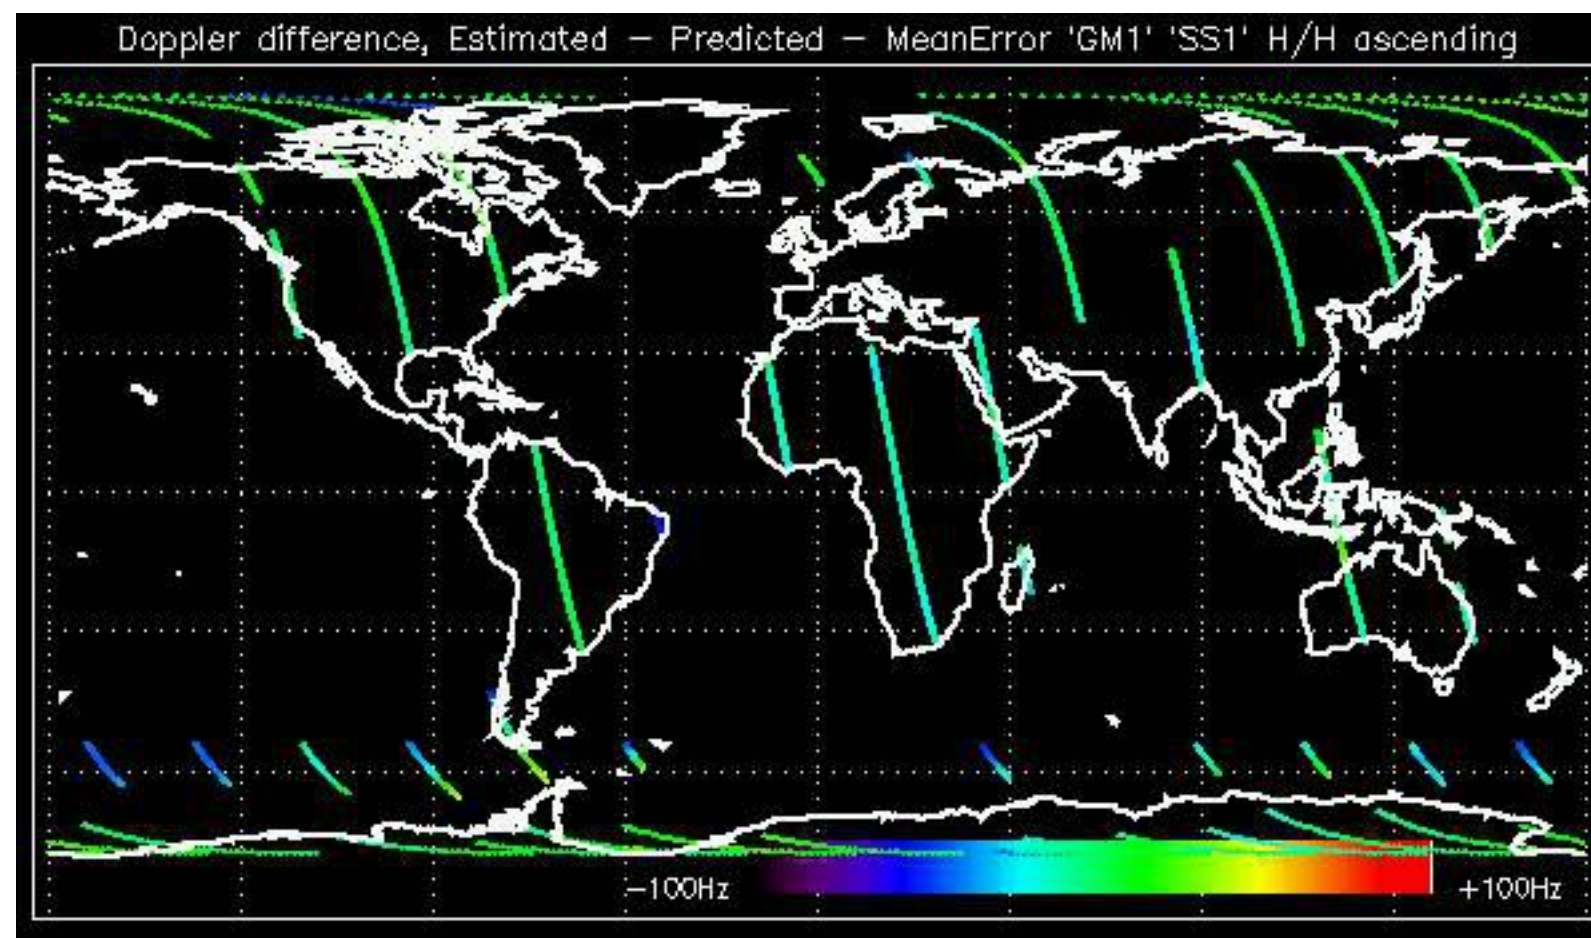 Doppler difference, Estimated – Predicted – MeanError 'GM1' 'SS1' H/H ascending
–100Hz +100Hz